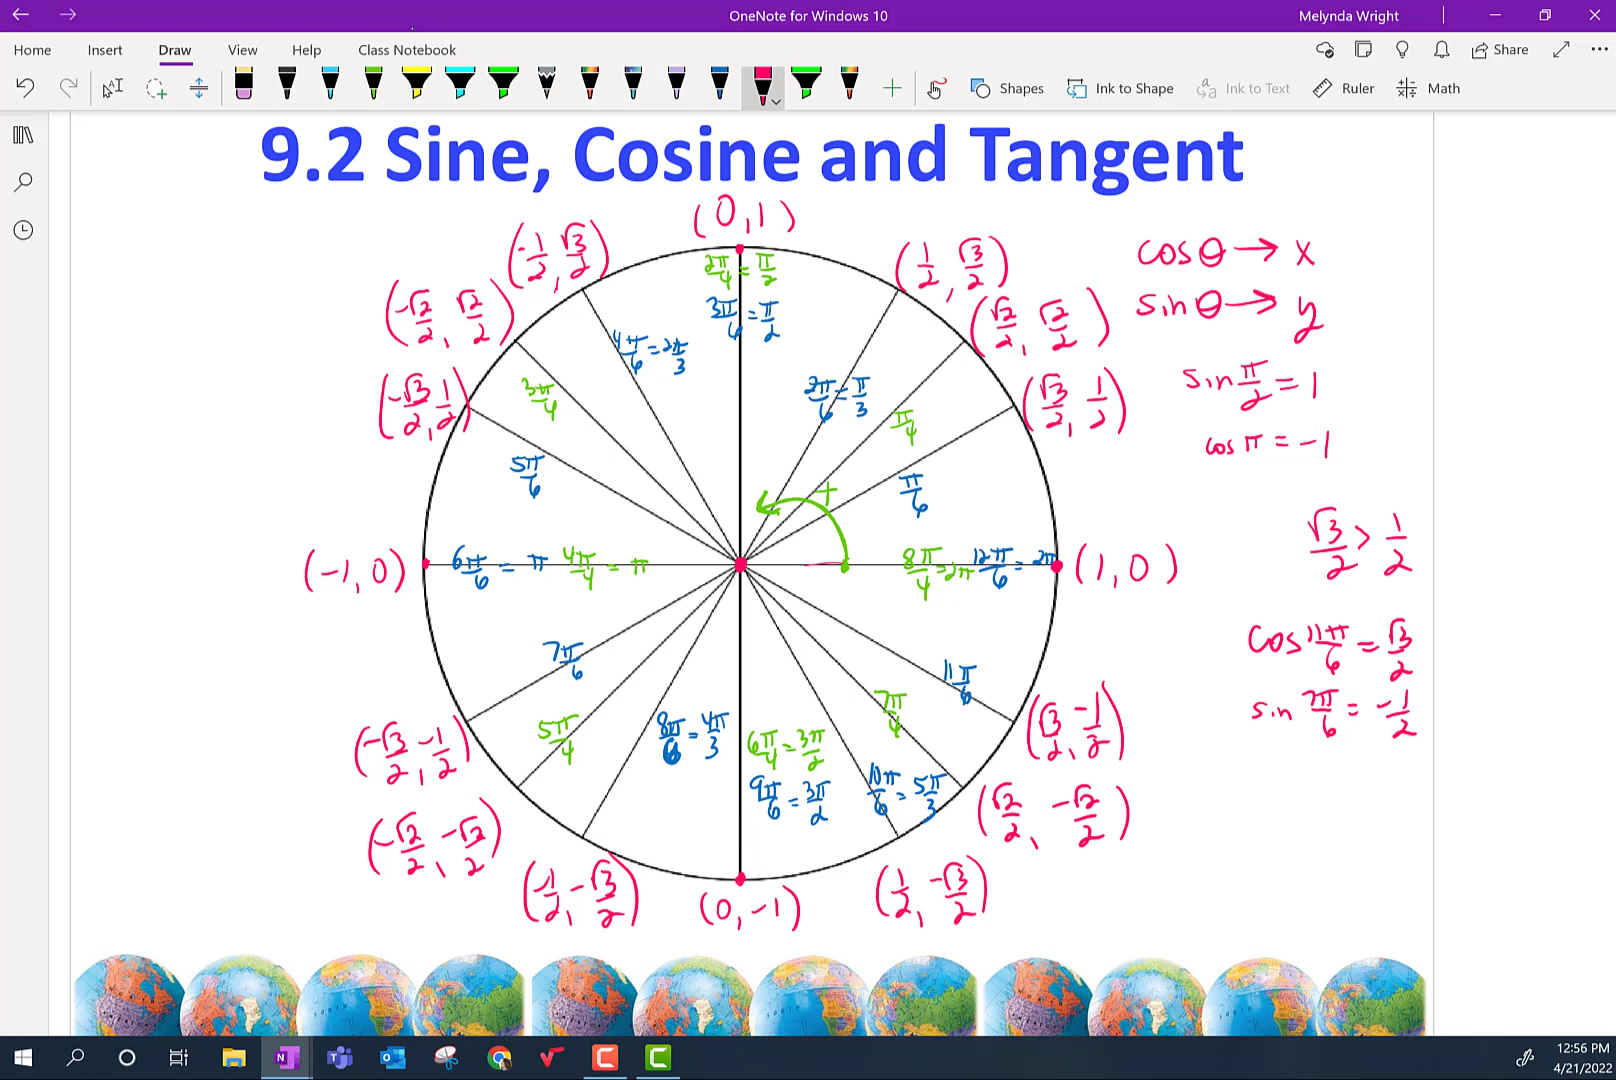 OneNote for Windows 10
Melynda Wright
Home Insert Draw View Help Class Notebook
Share
Shapes Ink to Shape Ink to Text Ruler Math
9.2 Sine, Cosine and Tangent
(0,1)
(-1/2, √3/2)
(1/2, √3/2)
cosθ → x
(-√2/2, √2/2)
2π/4 = π/2
(√2/2, √2/2)
sinθ → y
3π/6 = π/2
4π/6 = 2π/3
(-√3/2, 1/2)
3π/4
2π/6 = π/3
π/4
(√3/2, 1/2)
sin π/2 = 1
cos π = -1
5π/6
π/6
+
√3/2 > 1/2
(-1, 0)
6π/6 = π
4π/4 = π
8π/4 = 2π
12π/6 = 2π
(1, 0)
7π/6
11π/6
cos 11π/6 = √3/2
(-√3/2, -1/2)
5π/4
8π/6 = 4π/3
6π/4 = 3π/2
7π/4
(√3/2, -1/2)
sin 7π/6 = -1/2
9π/6 = 3π/2
10π/6 = 5π/3
(-√2/2, -√2/2)
(√2/2, -√2/2)
(-1/2, -√3/2)
(0, -1)
(1/2, -√3/2)
12:56 PM
4/21/2022